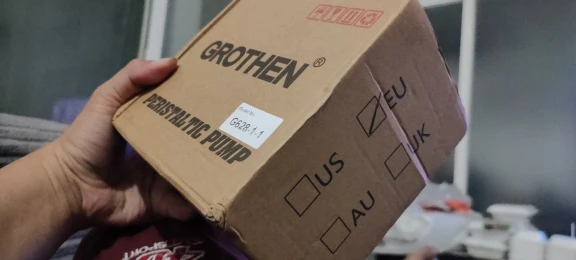 GROTHEN®
PERISTALTIC PUMP
G628-1-1
EU
US
UK
AU